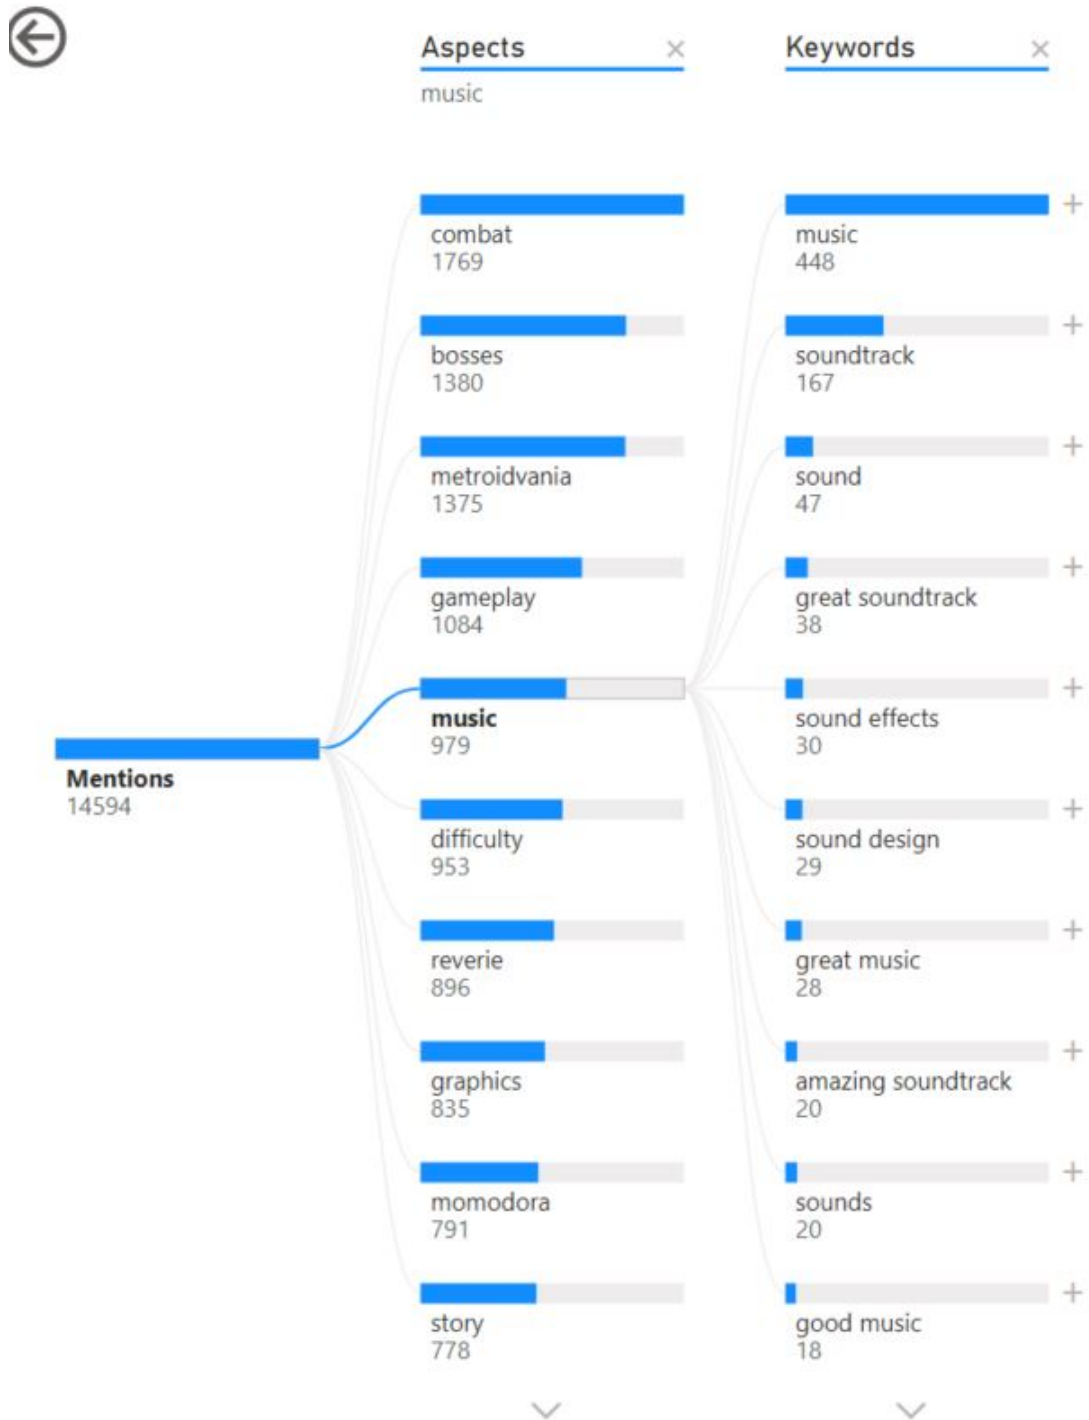 Aspects
music
Keywords
combat
1769
bosses
1380
metroidvania
1375
gameplay
1084
music
979
difficulty
953
reverie
896
graphics
835
momodora
791
story
778
Mentions
14594
music
448
soundtrack
167
sound
47
great soundtrack
38
sound effects
30
sound design
29
great music
28
amazing soundtrack
20
sounds
20
good music
18